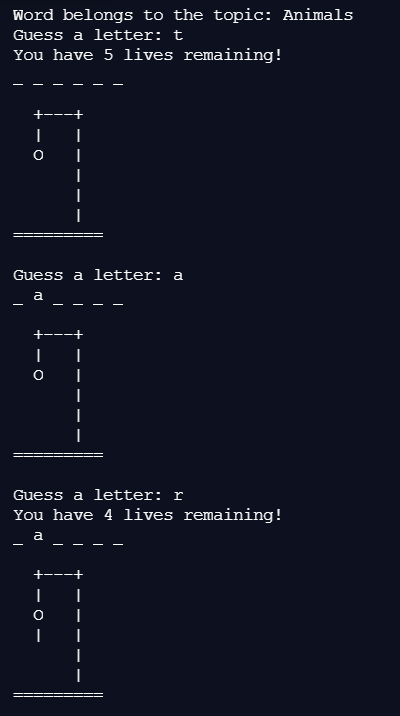 Word belongs to the topic: Animals
Guess a letter: t
You have 5 lives remaining!
_ _ _ _ _ _
  +---+
  |   |
  O   |
      |
      |
      |
=========
Guess a letter: a
_ a _ _ _ _
  +---+
  |   |
  O   |
      |
      |
      |
=========
Guess a letter: r
You have 4 lives remaining!
_ a _ _ _ _
  +---+
  |   |
  O   |
  |   |
      |
      |
=========